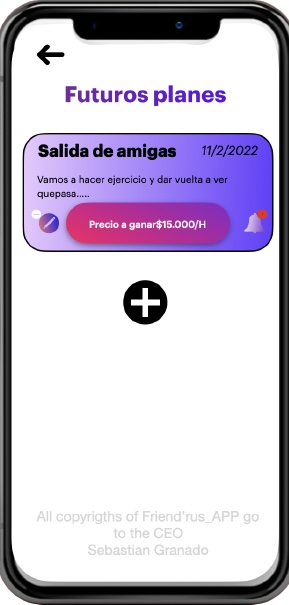 Futuros planes
Salida de amigas
11/2/2022
Vamos a hacer ejercicio y dar vuelta a ver
quepasa.....
Precio a ganar$15.000/H
All copyrigths of Friend'rus_APP go
to the CEO
Sebastian Granado